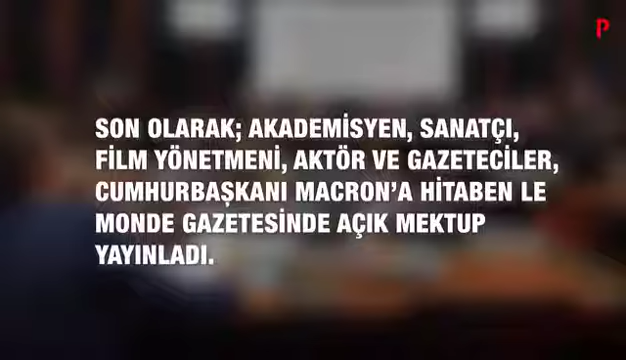 P
SON OLARAK; AKADEMİSYEN, SANATÇI,
FİLM YÖNETMENİ, AKTÖR VE GAZETECİLER,
CUMHURBAŞKANI MACRON'A HİTABEN LE
MONDE GAZETESİNDE AÇIK MEKTUP
YAYINLADI.